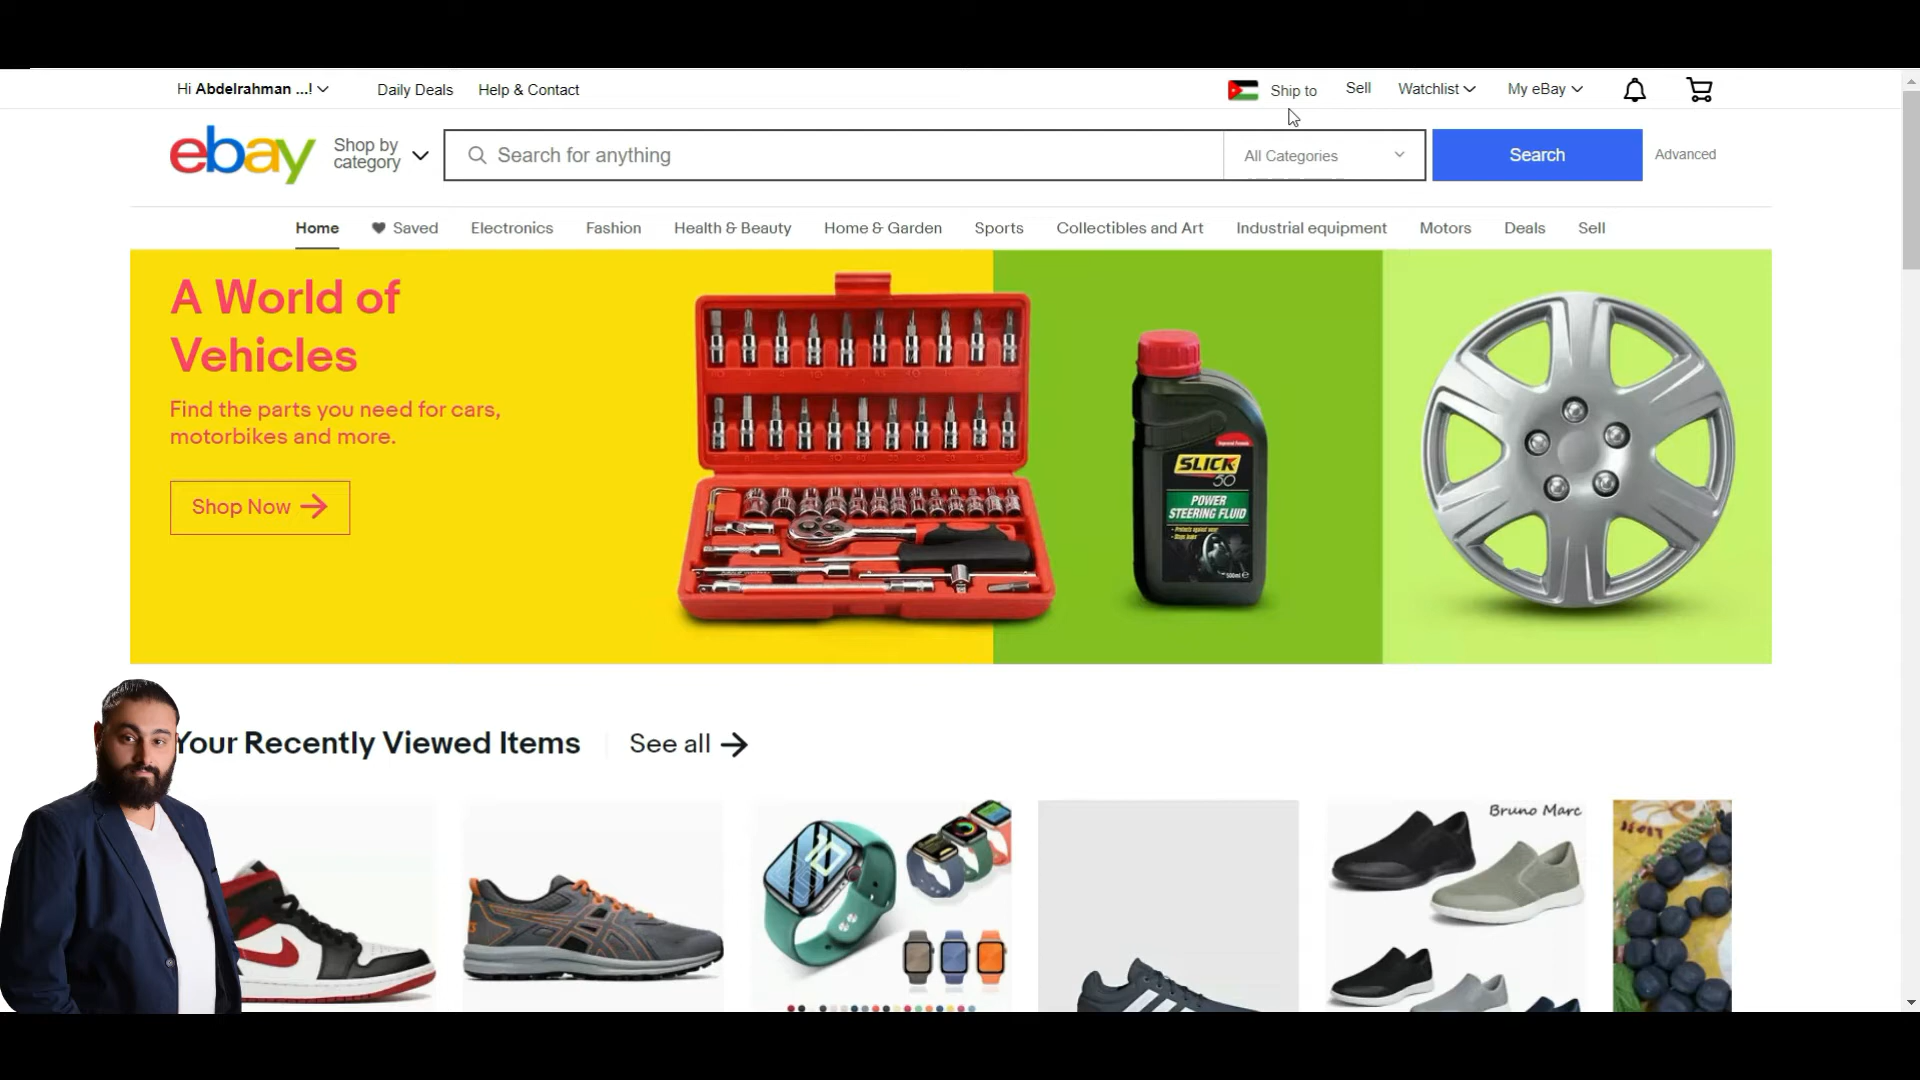 Hi Abdelrahman ...!
Daily Deals
Help & Contact
Ship to
Sell
Watchlist
My eBay
ebay
Shop by category
Search for anything
All Categories
Search
Advanced
Home
Saved
Electronics
Fashion
Health & Beauty
Home & Garden
Sports
Collectibles and Art
Industrial equipment
Motors
Deals
Sell
A World of
Vehicles
Find the parts you need for cars,
motorbikes and more.
Shop Now
SLICK
50
POWER
STEERING FLUID
Your Recently Viewed Items
See all
10
Bruno Marc